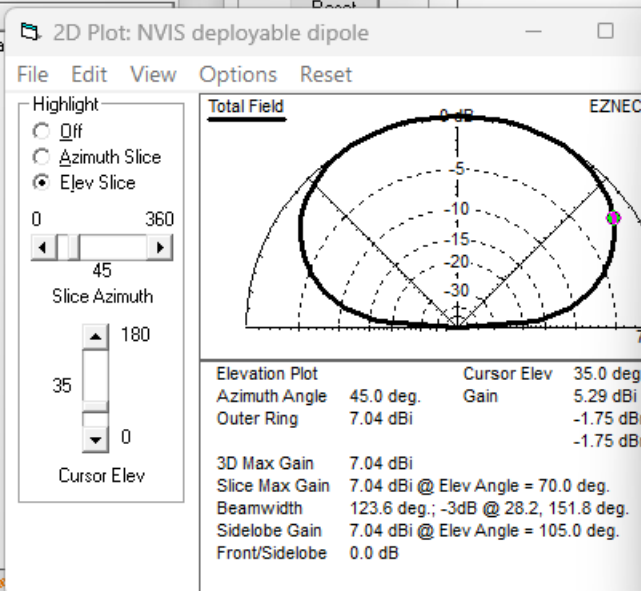 2D Plot: NVIS deployable dipole
File Edit View Options Reset
Highlight
Off
Azimuth Slice
Elev Slice
0 360
45
Slice Azimuth
180
35
0
Cursor Elev
Total Field
EZNEC
0 dB
-5
-10
-15
-20
-30
Elevation Plot Cursor Elev 35.0 deg
Azimuth Angle 45.0 deg. Gain 5.29 dBi
Outer Ring 7.04 dBi -1.75 dB
-1.75 dB
3D Max Gain 7.04 dBi
Slice Max Gain 7.04 dBi @ Elev Angle = 70.0 deg.
Beamwidth 123.6 deg.; -3dB @ 28.2, 151.8 deg.
Sidelobe Gain 7.04 dBi @ Elev Angle = 105.0 deg.
Front/Sidelobe 0.0 dB